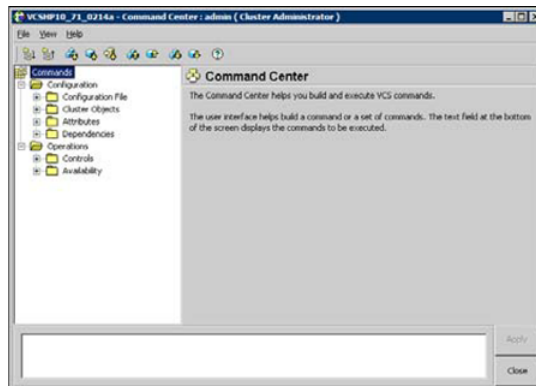 VCSHP10_71_0214a - Command Center : admin ( Cluster Administrator )
File View Help
Commands
Configuration
Configuration File
Cluster Objects
Attributes
Dependencies
Operations
Controls
Availability
Command Center
The Command Center helps you build and execute VCS commands.
The user interface helps build a command or a set of commands. The text field at the bottom
of the screen displays the commands to be executed.
Apply
Close